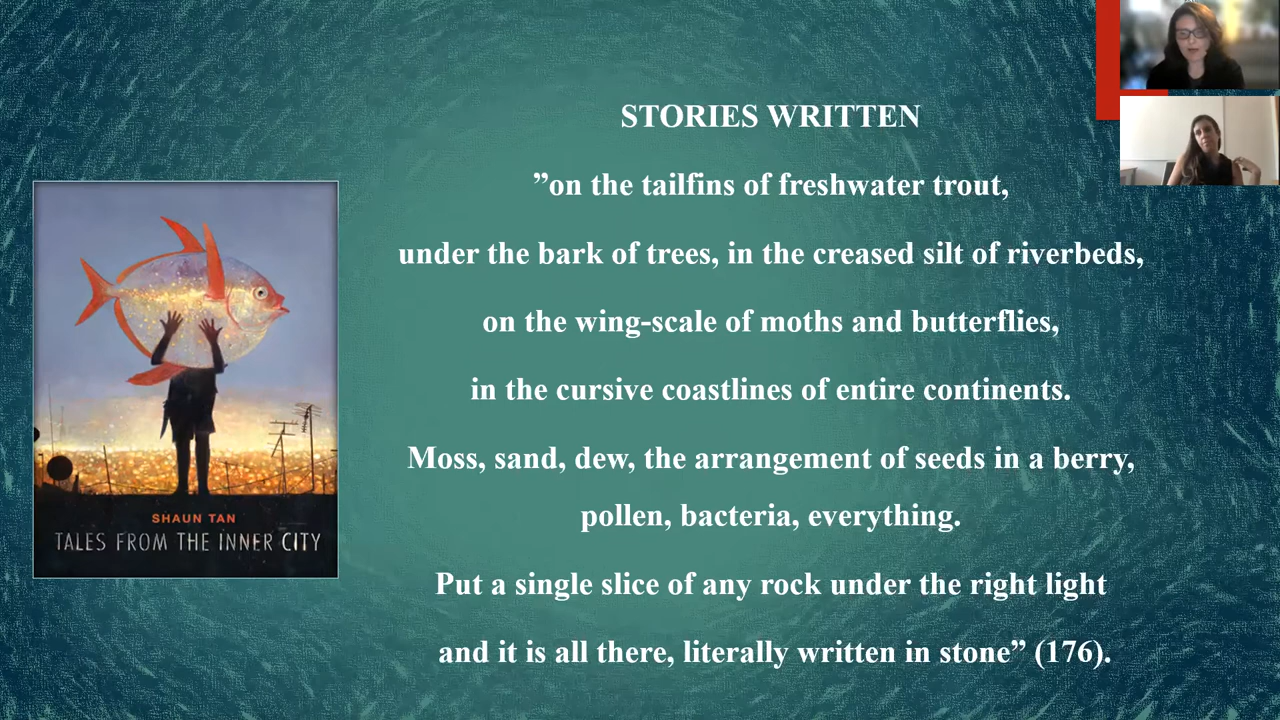 STORIES WRITTEN
”on the tailfins of freshwater trout,
under the bark of trees, in the creased silt of riverbeds,
on the wing-scale of moths and butterflies,
in the cursive coastlines of entire continents.
Moss, sand, dew, the arrangement of seeds in a berry,
pollen, bacteria, everything.
Put a single slice of any rock under the right light
and it is all there, literally written in stone” (176).
SHAUN TAN
TALES FROM THE INNER CITY